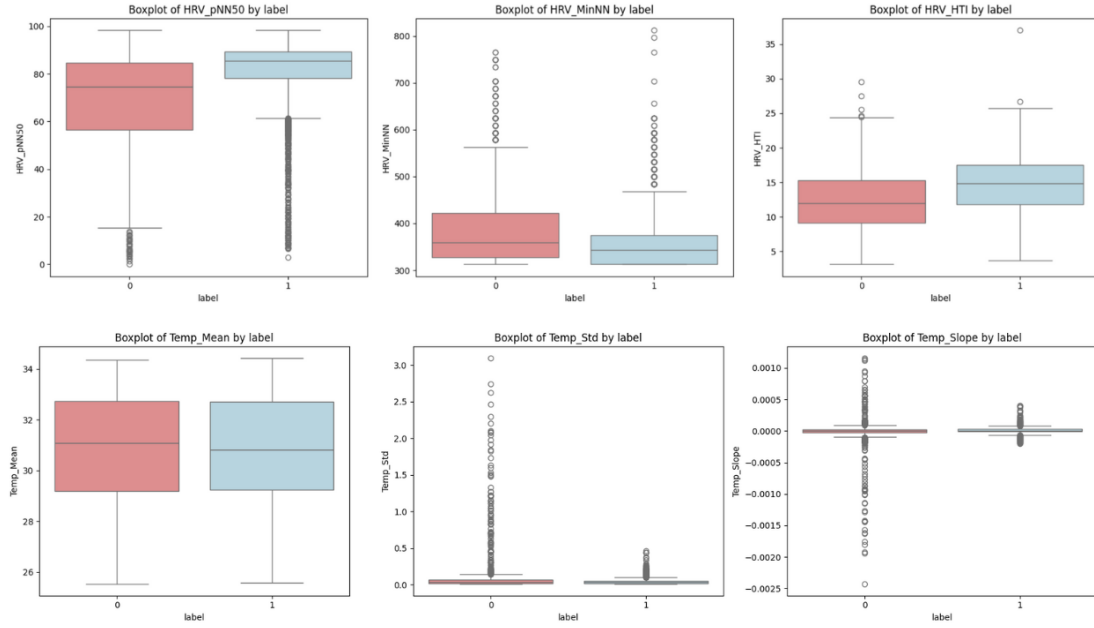 Boxplot of HRV_pNN50 by label
HRV_pNN50
100
80
60
40
20
0
0
1
label
Boxplot of HRV_MinNN by label
HRV_MinNN
800
700
600
500
400
300
0
1
label
Boxplot of HRV_HTI by label
HRV_HTI
35
30
25
20
15
10
5
0
1
label
Boxplot of Temp_Mean by label
Temp_Mean
34
32
30
28
26
0
1
label
Boxplot of Temp_Std by label
Temp_Std
3.0
2.5
2.0
1.5
1.0
0.5
0.0
0
1
label
Boxplot of Temp_Slope by label
Temp_Slope
0.0010
0.0005
0.0000
−0.0005
−0.0010
−0.0015
−0.0020
−0.0025
0
1
label